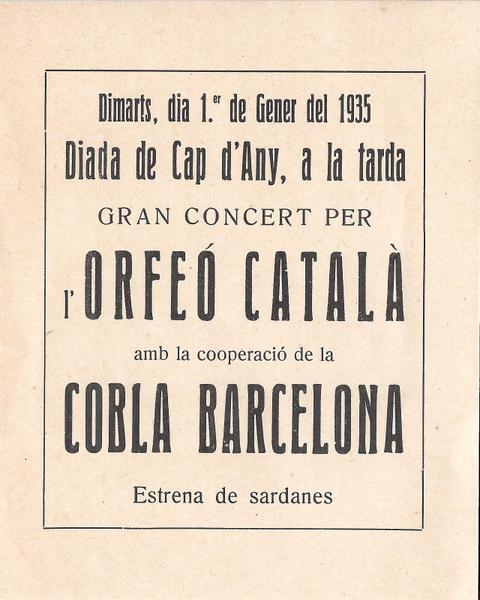 Dimarts, dia 1.er de Gener del 1935
Diada de Cap d'Any, a la tarda
GRAN CONCERT PER
l'ORFEÓ CATALÀ
amb la cooperació de la
COBLA BARCELONA
Estrena de sardanes